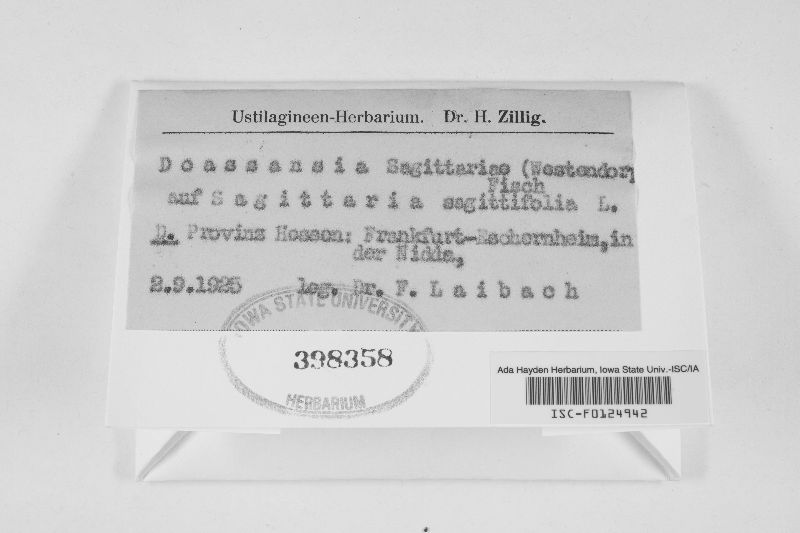 Ustilagineen-Herbarium. Dr. H. Zillig.
Doassansia Sagittariae (Westendorp
Fisch
auf Sagittaria sagittifolia L.
D. Provinz Hessen: Frankfurt-Eschernheim, in
der Nidda,
2.9.1925 leg. Dr. F. Laibach
IOWA STATE UNIVERSITY
398358
HERBARIUM
Ada Hayden Herbarium, Iowa State Univ.-ISC/IA
ISC-F0124942